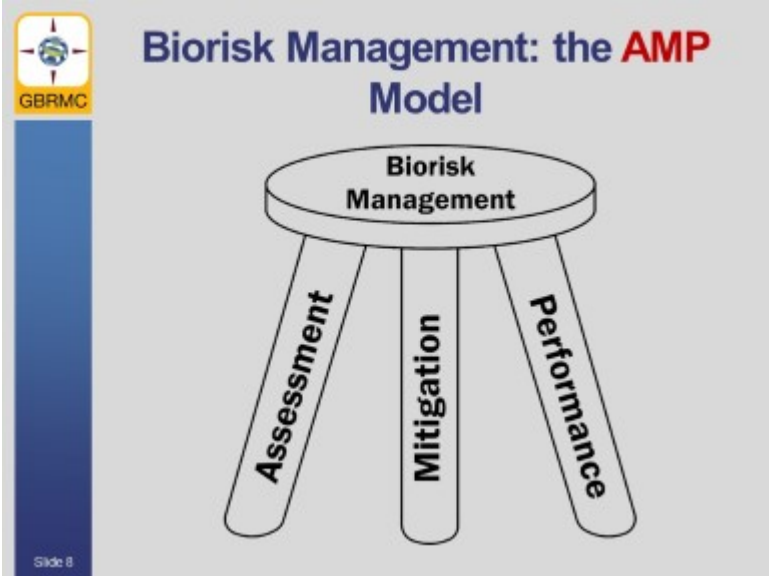 GBRMC
Biorisk Management: the AMP
Model
Biorisk
Management
Assessment
Mitigation
Performance
Slide 8